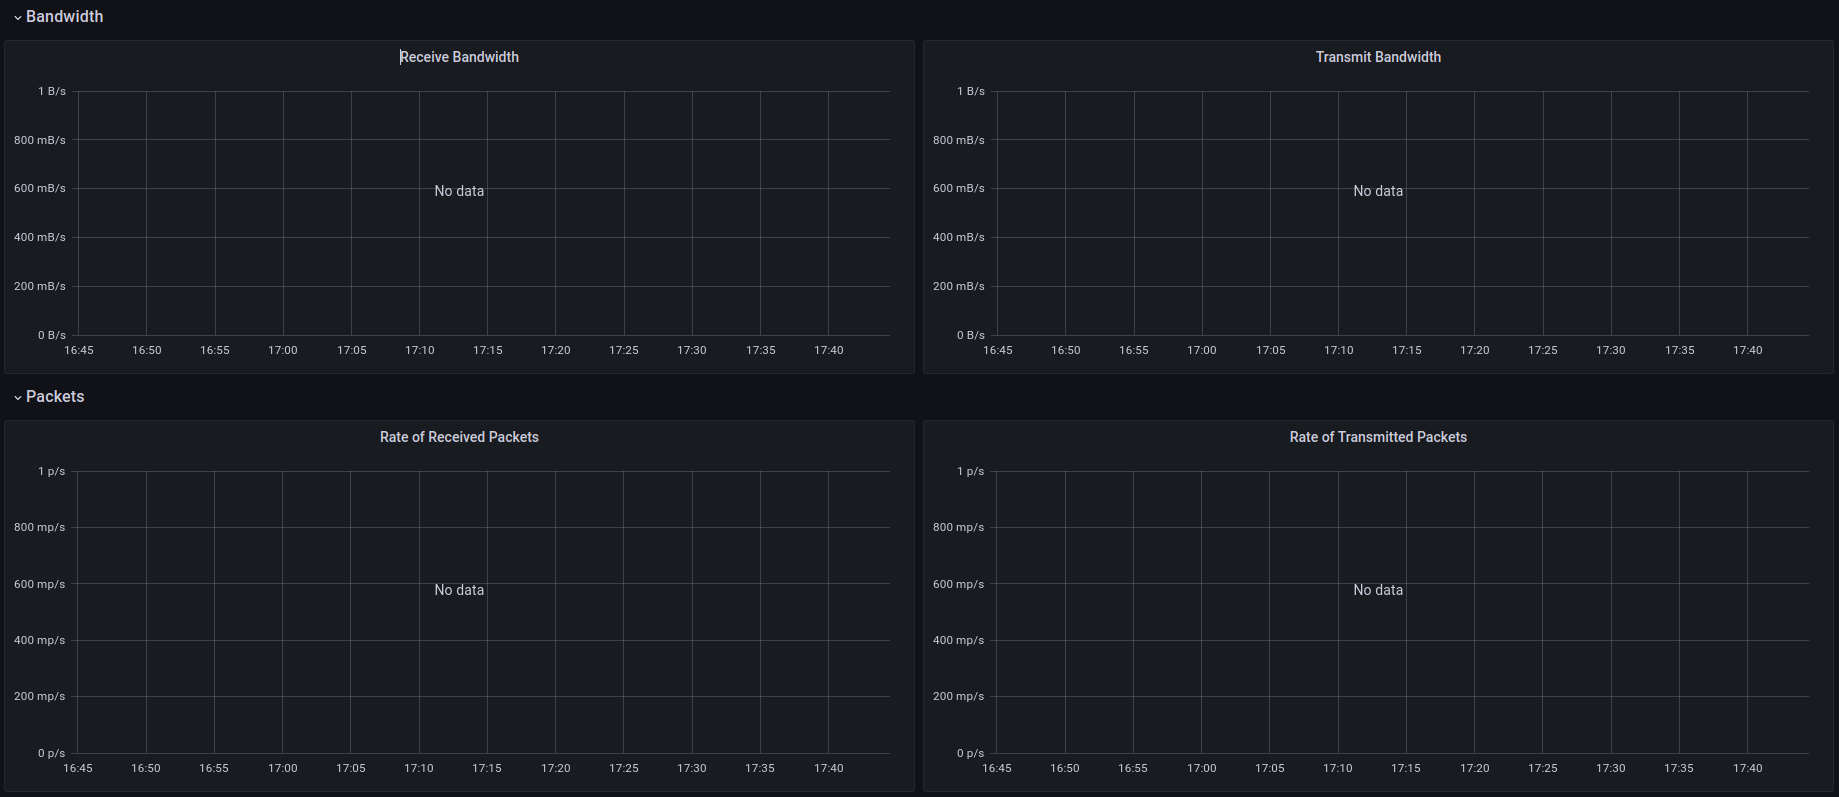 Bandwidth
Receive Bandwidth
1 B/s
800 mB/s
600 mB/s
No data
400 mB/s
200 mB/s
0 B/s
16:45 16:50 16:55 17:00 17:05 17:10 17:15 17:20 17:25 17:30 17:35 17:40
Transmit Bandwidth
1 B/s
800 mB/s
600 mB/s
No data
400 mB/s
200 mB/s
0 B/s
16:45 16:50 16:55 17:00 17:05 17:10 17:15 17:20 17:25 17:30 17:35 17:40
Packets
Rate of Received Packets
1 p/s
800 mp/s
600 mp/s
No data
400 mp/s
200 mp/s
0 p/s
16:45 16:50 16:55 17:00 17:05 17:10 17:15 17:20 17:25 17:30 17:35 17:40
Rate of Transmitted Packets
1 p/s
800 mp/s
600 mp/s
No data
400 mp/s
200 mp/s
0 p/s
16:45 16:50 16:55 17:00 17:05 17:10 17:15 17:20 17:25 17:30 17:35 17:40